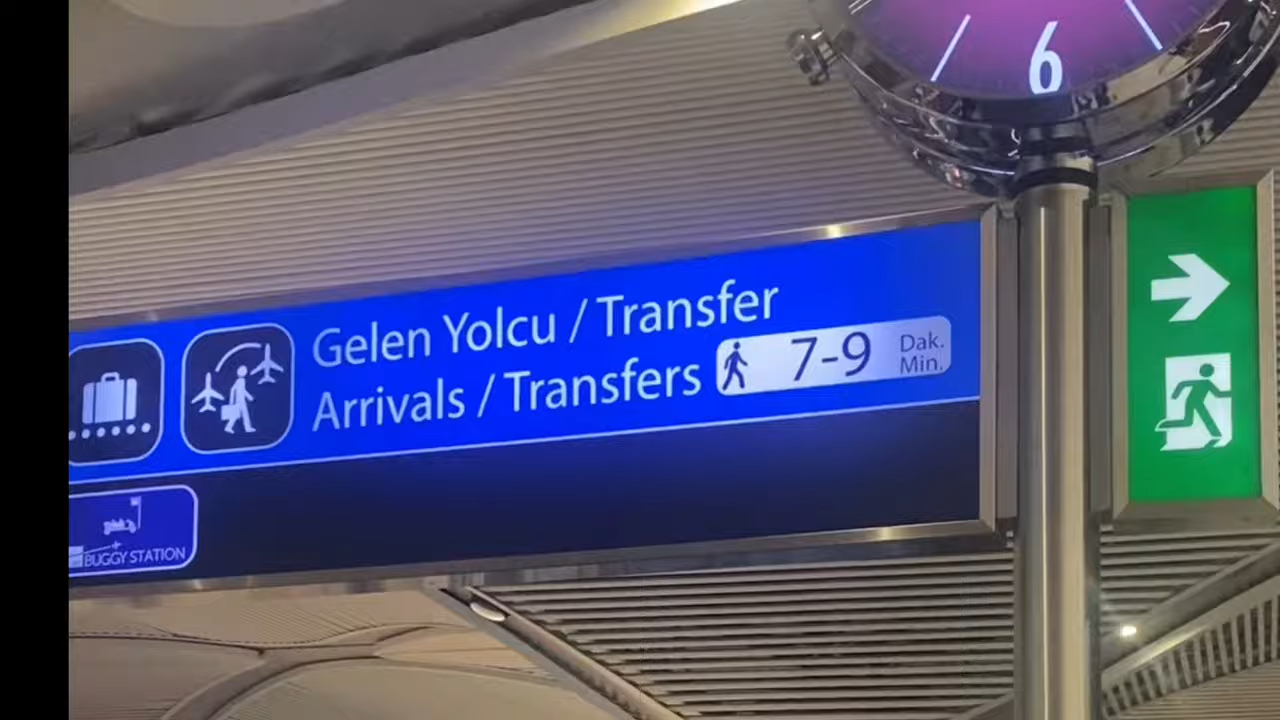 6
Gelen Yolcu / Transfer
Arrivals / Transfers
7-9
Dak.
Min.
BUGGY STATION